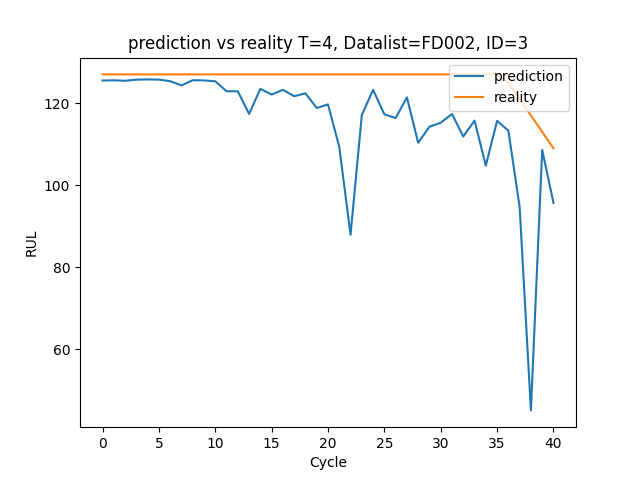 prediction vs reality T=4, Datalist=FD002, ID=3
prediction
reality
120
100
80
60
RUL
0 5 10 15 20 25 30 35 40
Cycle